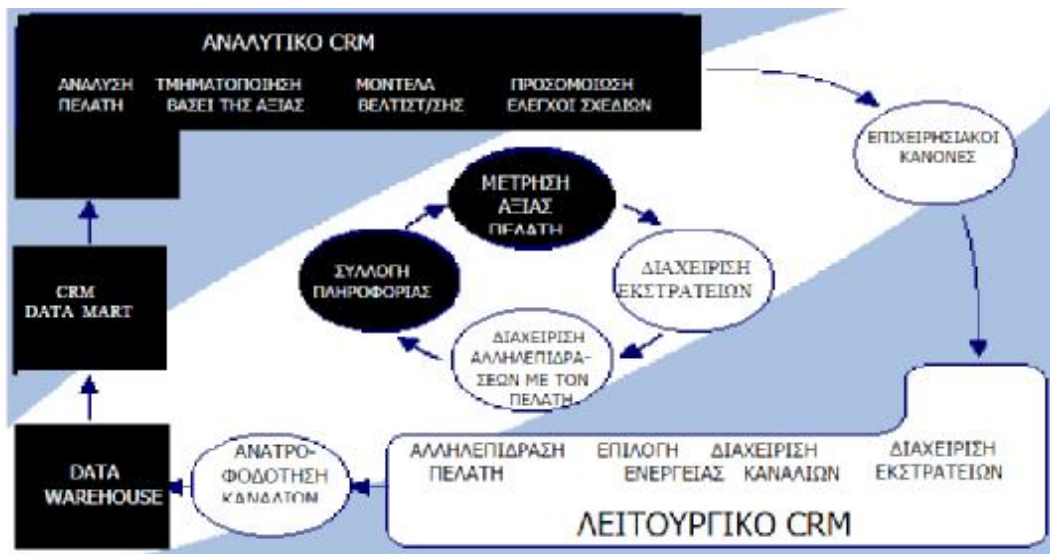 ΑΝΑΛΥΤΙΚΟ CRM
ΑΝΑΛΥΣΗ ΤΜΗΜΑΤΟΠΟΙΗΣΗ ΜΟΝΤΕΛΑ ΠΡΟΣΟΜΟΙΩΣΗ
ΠΕΛΑΤΗ ΒΑΣΕΙ ΤΗΣ ΑΞΙΑΣ ΒΕΛΤΙΣΤ/ΣΗΣ ΕΛΕΓΧΟΙ ΣΧΕΔΙΩΝ
ΕΠΙΧΕΙΡΗΣΙΑΚΟΙ
ΚΑΝΟΝΕΣ
ΜΕΤΡΗΣΗ
ΑΞΙΑΣ
ΠΕΛΑΤΗ
ΣΥΛΛΟΓΗ
ΠΛΗΡΟΦΟΡΙΑΣ
ΔΙΑΧΕΙΡΙΣΗ
ΕΚΣΤΡΑΤΕΙΩΝ
ΔΙΑΧΕΙΡΙΣΗ
ΑΛΛΗΛΕΠΙΔΡΑ-
ΣΕΩΝ ΜΕ ΤΟΝ
ΠΕΛΑΤΗ
CRM
DATA MART
DATA
WAREHOUSE
ΑΝΑΤΡΟ-
ΦΟΔΟΤΗΣΗ
ΚΑΝΑΛΙΩΝ
ΑΛΛΗΛΕΠΙΔΡΑΣΗ ΕΠΙΛΟΓΗ ΔΙΑΧΕΙΡΙΣΗ ΔΙΑΧΕΙΡΙΣΗ
ΠΕΛΑΤΗ ΕΝΕΡΓΕΙΑΣ ΚΑΝΑΛΙΩΝ ΕΚΣΤΡΑΤΕΙΩΝ
ΛΕΙΤΟΥΡΓΙΚΟ CRM